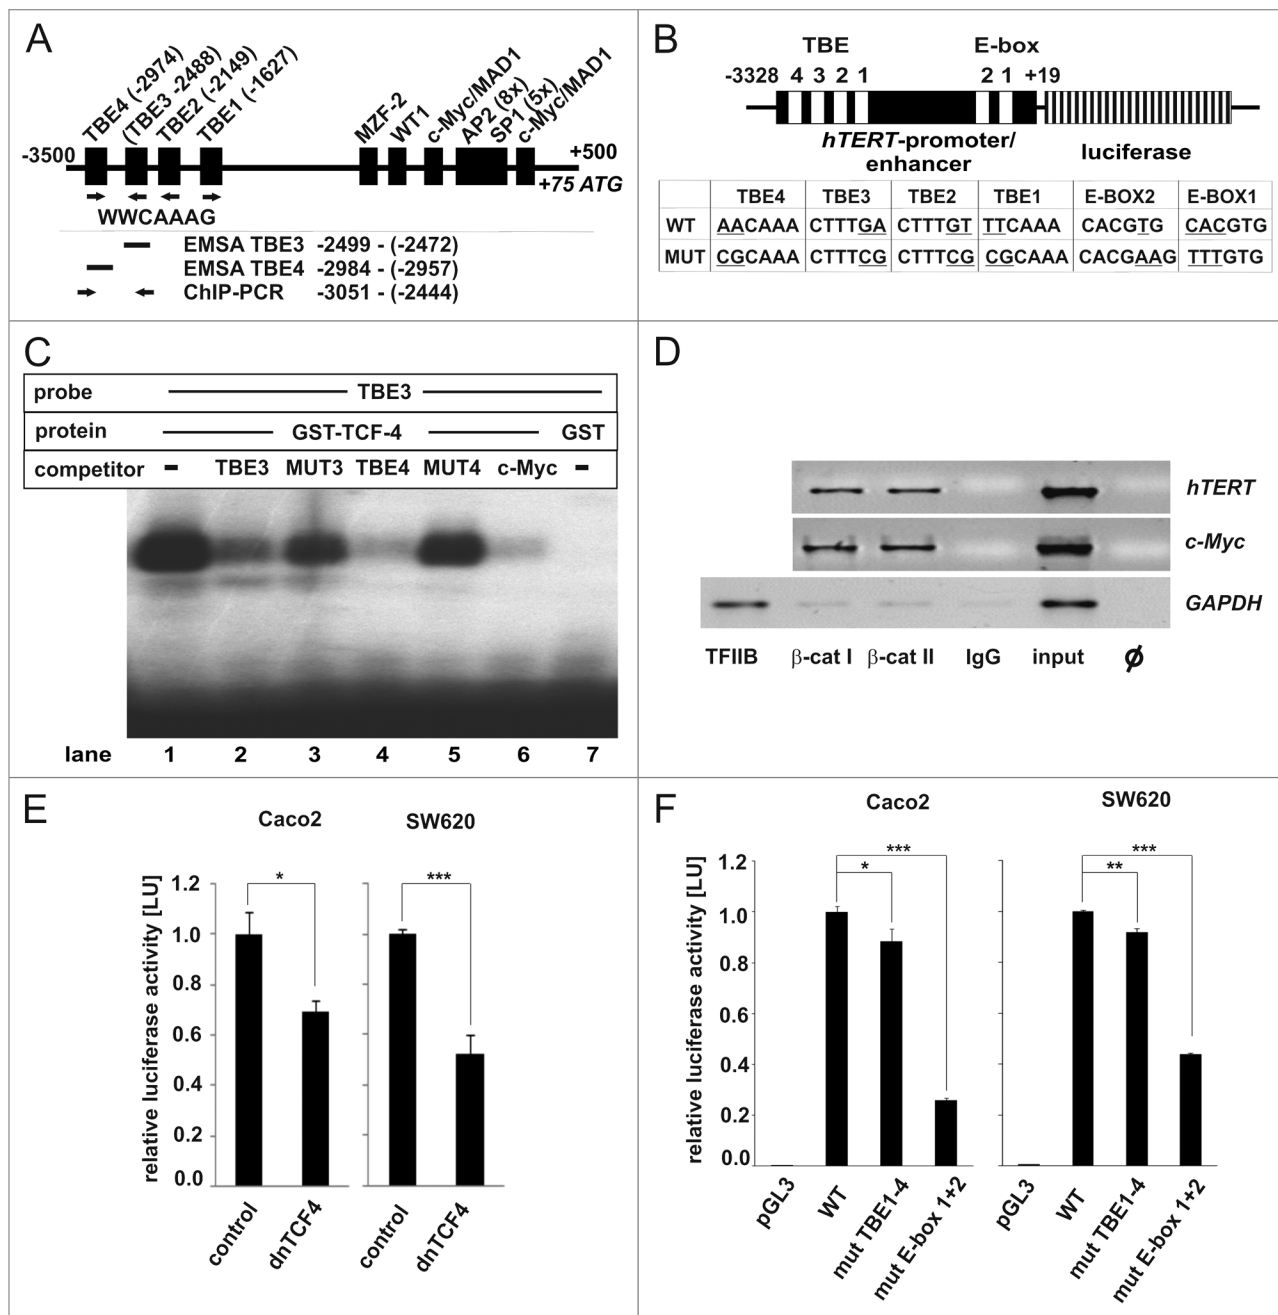 A
TBE4 (-2974)
(TBE3 -2488)
TBE2 (-2149)
TBE1 (-1627)
MZF-2
WT1
c-Myc/MAD1
AP2 (8x)
SP1 (5x)
c-Myc/MAD1
-3500
+500
+75 ATG
WWCAAAG
EMSA TBE3 -2499 - (-2472)
EMSA TBE4 -2984 - (-2957)
ChIP-PCR -3051 - (-2444)
B
TBE E-box
-3328 4 3 2 1 2 1 +19
hTERT-promoter/
enhancer
luciferase
TBE4 TBE3 TBE2 TBE1 E-BOX2 E-BOX1
WT AACAAA CTTTGA CTTTGT TTCAAA CACGTG CACGTG
MUT CGCAAA CTTTCG CTTTCG CGCAAA CACGAAG TTTGTG
C
probe TBE3
protein GST-TCF-4 GST
competitor - TBE3 MUT3 TBE4 MUT4 c-Myc -
lane 1 2 3 4 5 6 7
D
hTERT
c-Myc
GAPDH
TFIIB β-cat I β-cat II IgG input ϕ
E
Caco2 SW620
relative luciferase activity [LU]
1.2
1.0
0.8
0.6
0.4
0.2
0.0
* ***
control dnTCF4 control dnTCF4
F
Caco2 SW620
relative luciferase activity [LU]
1.2
1.0
0.8
0.6
0.4
0.2
0.0
*** ***
* **
pGL3 WT mut TBE1-4 mut E-box 1+2 pGL3 WT mut TBE1-4 mut E-box 1+2